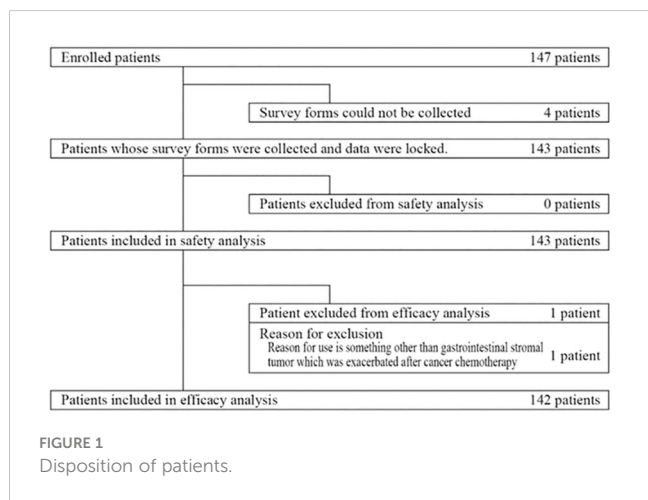 Enrolled patients 147 patients
Survey forms could not be collected 4 patients
Patients whose survey forms were collected and data were locked. 143 patients
Patients excluded from safety analysis 0 patients
Patients included in safety analysis 143 patients
Patient excluded from efficacy analysis 1 patient
Reason for exclusion
Reason for use is something other than gastrointestinal stromal
tumor which was exacerbated after cancer chemotherapy 1 patient
Patients included in efficacy analysis 142 patients
FIGURE 1
Disposition of patients.